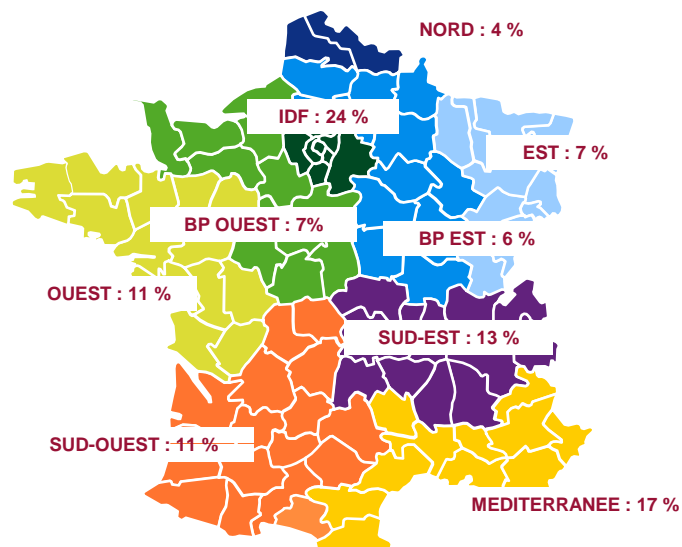 NORD : 4 %
IDF : 24 %
EST : 7 %
BP OUEST : 7%
BP EST : 6 %
OUEST : 11 %
SUD-EST : 13 %
SUD-OUEST : 11 %
MEDITERRANEE : 17 %